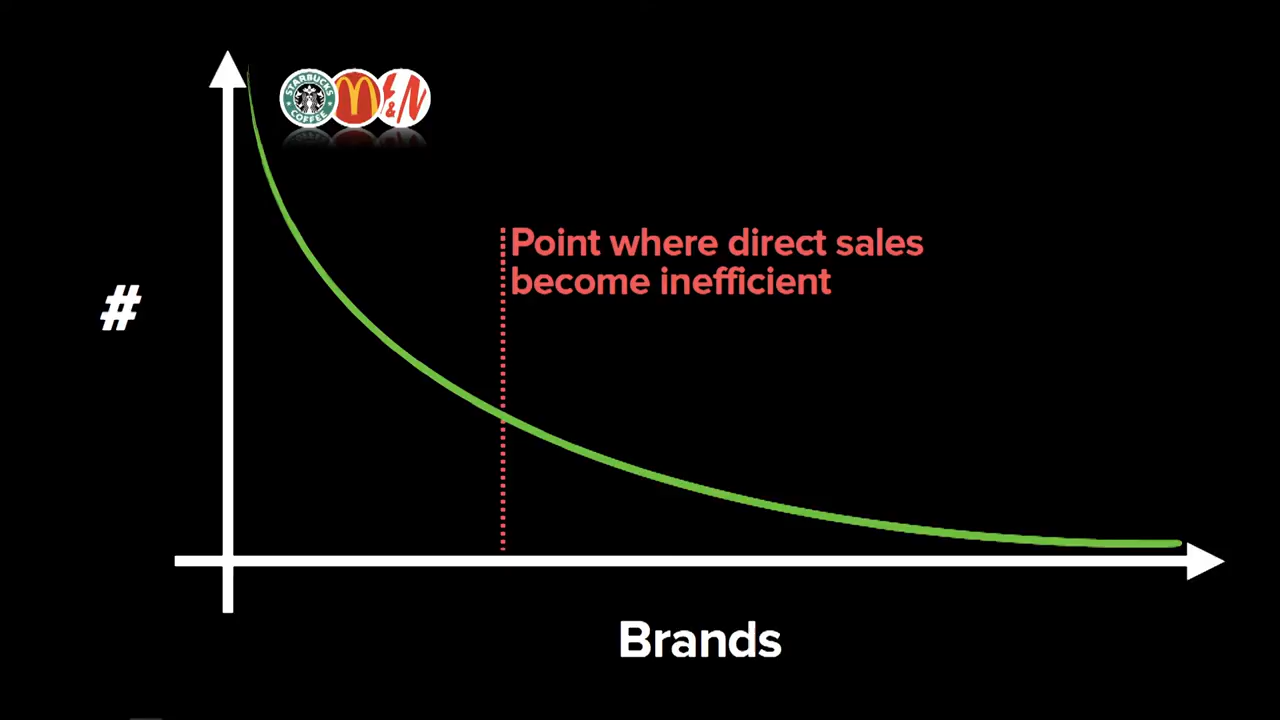 STARBUCKS
COFFEE
M
&
Point where direct sales
become inefficient
#
Brands